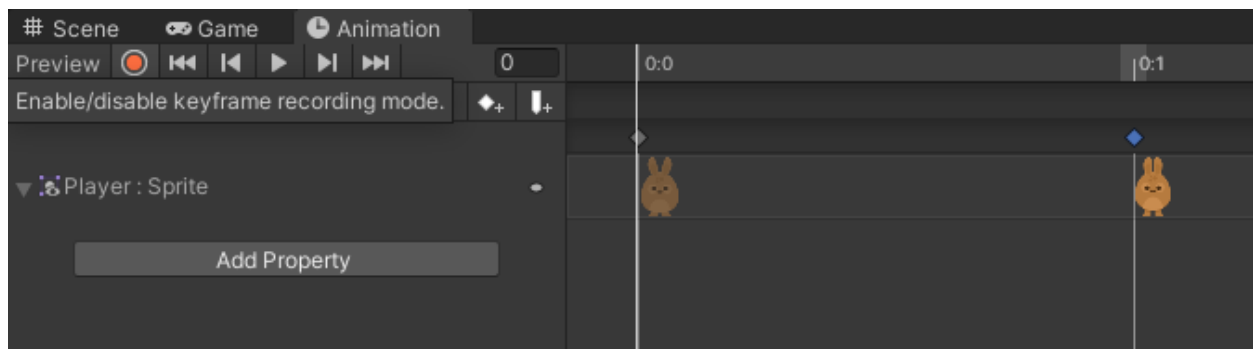 Scene Game Animation
Preview 0 0:0 0:1
Enable/disable keyframe recording mode.
Player : Sprite
Add Property